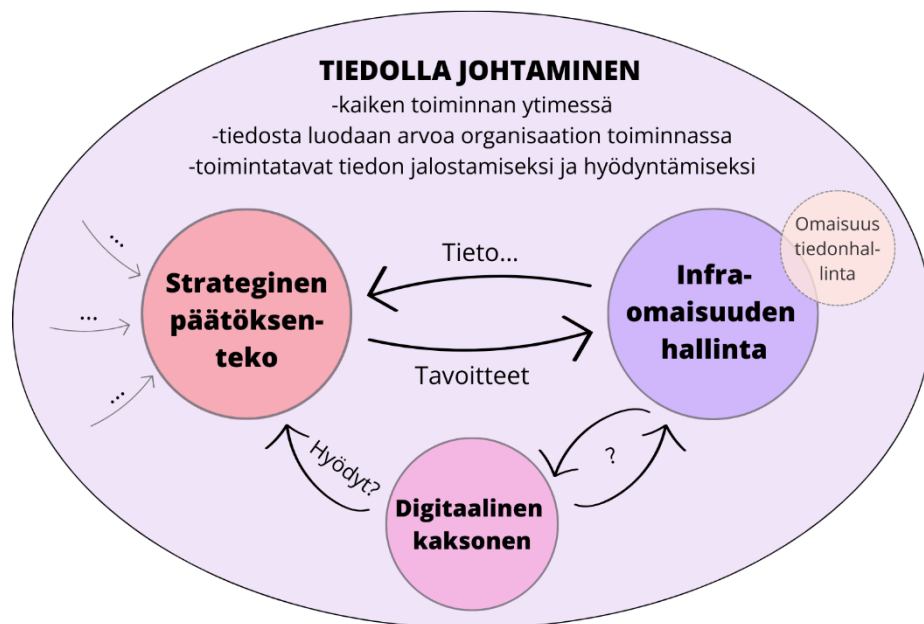 TIEDOLLA JOHTAMINEN
-kaiken toiminnan ytimessä
-tiedosta luodaan arvoa organisaation toiminnassa
-toimintatavat tiedon jalostamiseksi ja hyödyntämiseksi
...
...
...
Strateginen
päätöksen-
teko
Tieto...
Tavoitteet
Infra-
omaisuuden
hallinta
Omaisuus
tiedonhal-
linta
Hyödyt?
?
Digitaalinen
kaksonen